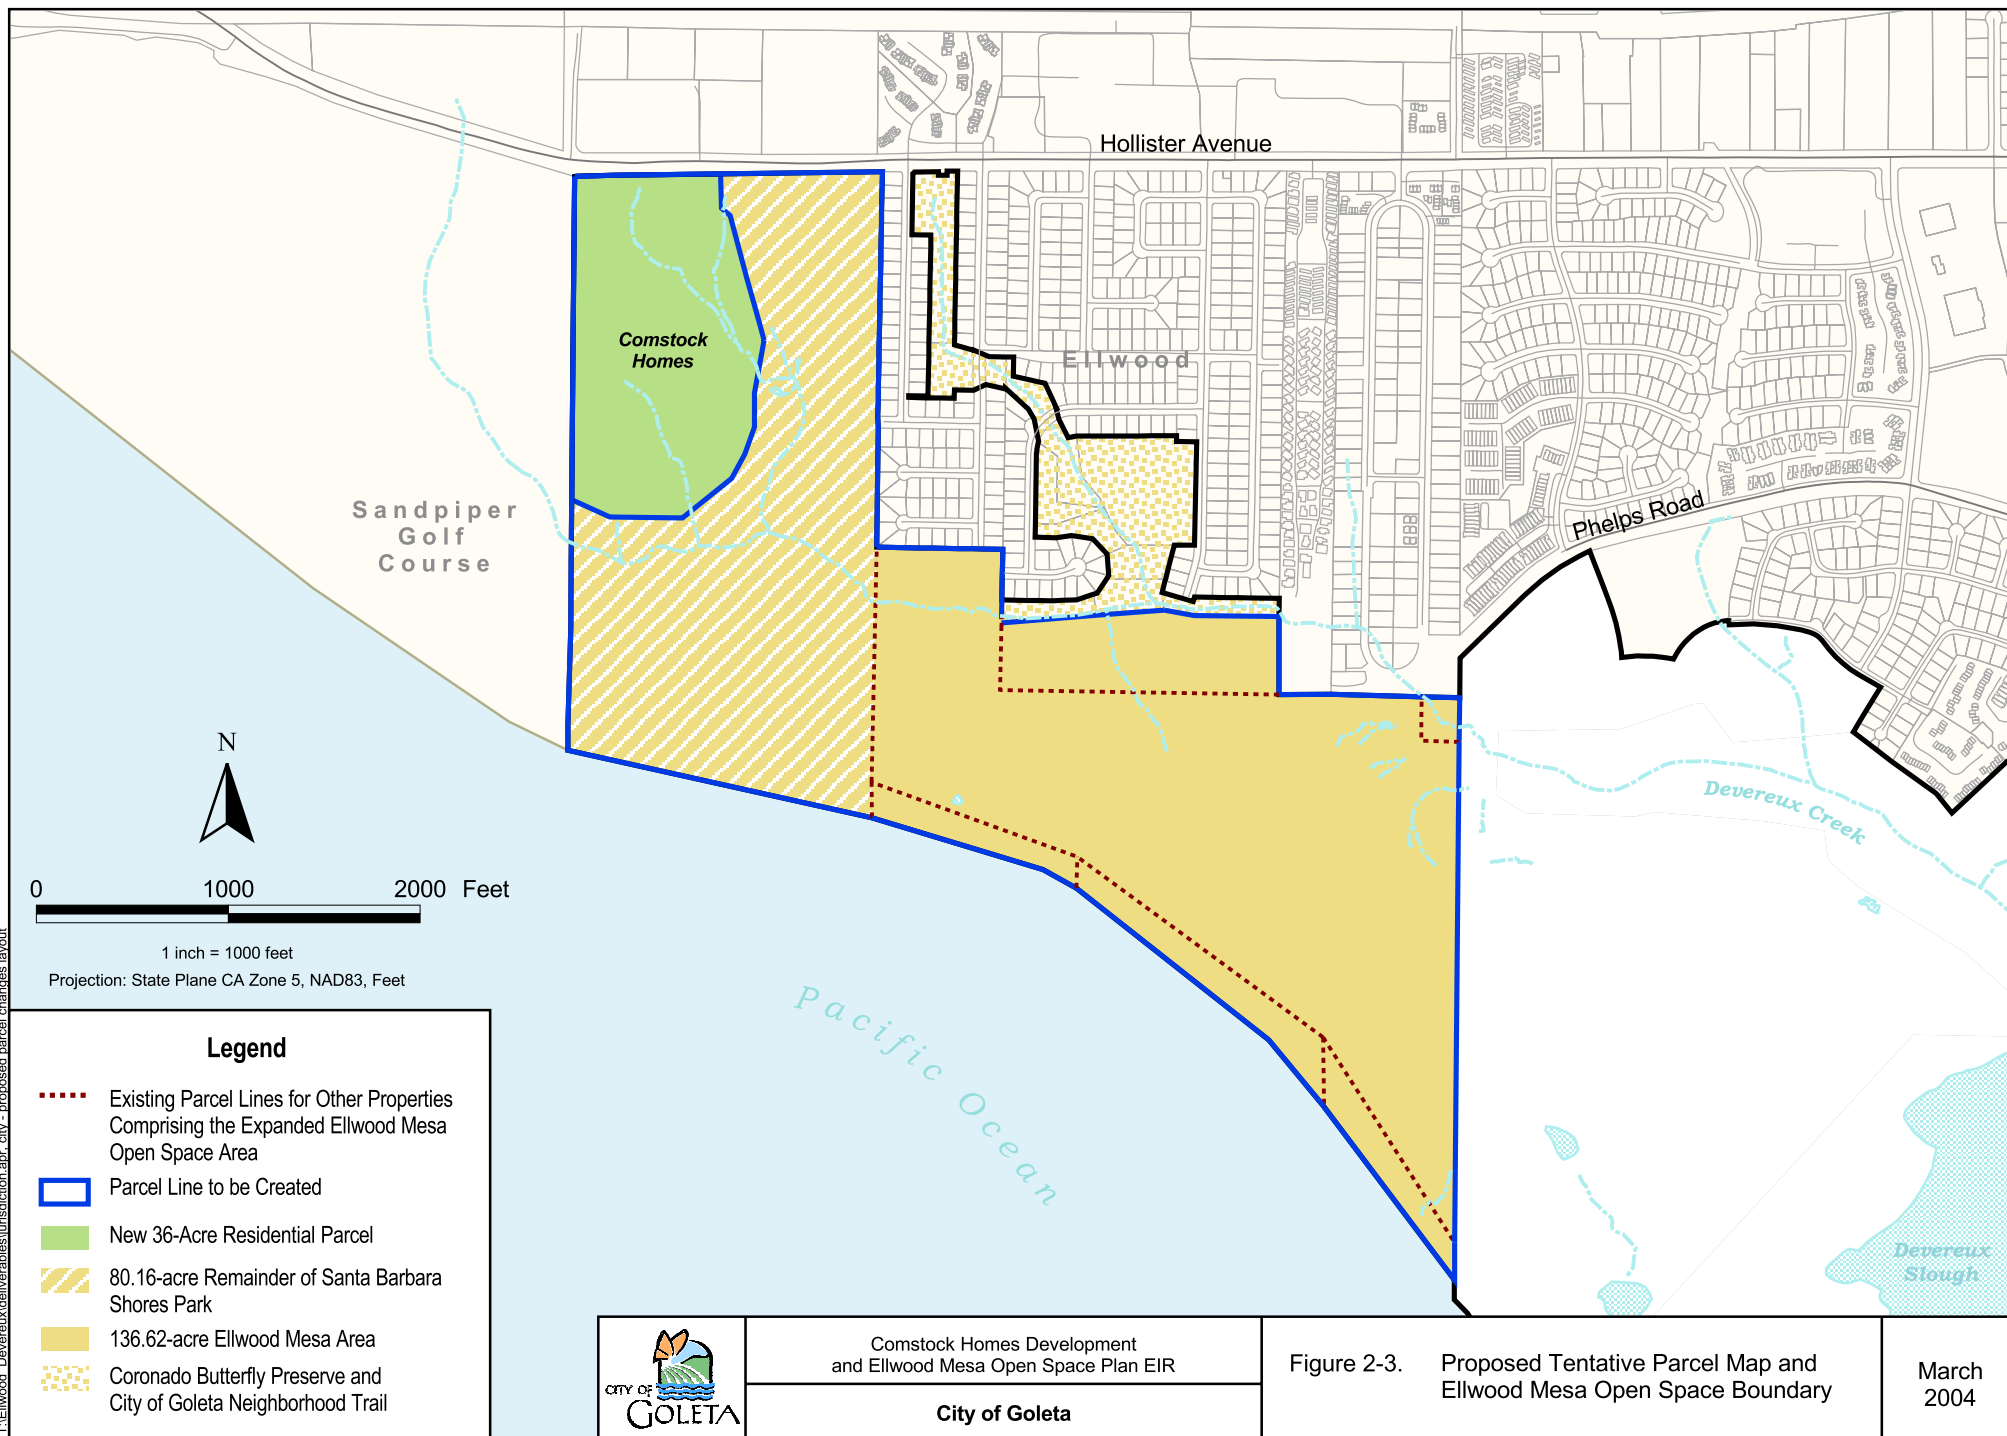 Hollister Avenue
Comstock
Homes
Ellwood
Sandpiper
Golf
Course
Phelps Road
Devereux Creek
N
0 1000 2000 Feet
1 inch = 1000 feet
Projection: State Plane CA Zone 5, NAD83, Feet
Pacific Ocean
Devereux
Slough
Legend
Existing Parcel Lines for Other Properties
Comprising the Expanded Ellwood Mesa
Open Space Area
Parcel Line to be Created
New 36-Acre Residential Parcel
80.16-acre Remainder of Santa Barbara
Shores Park
136.62-acre Ellwood Mesa Area
Coronado Butterfly Preserve and
City of Goleta Neighborhood Trail
CITY OF
GOLETA
Comstock Homes Development
and Ellwood Mesa Open Space Plan EIR
City of Goleta
Figure 2-3. Proposed Tentative Parcel Map and
Ellwood Mesa Open Space Boundary
March
2004